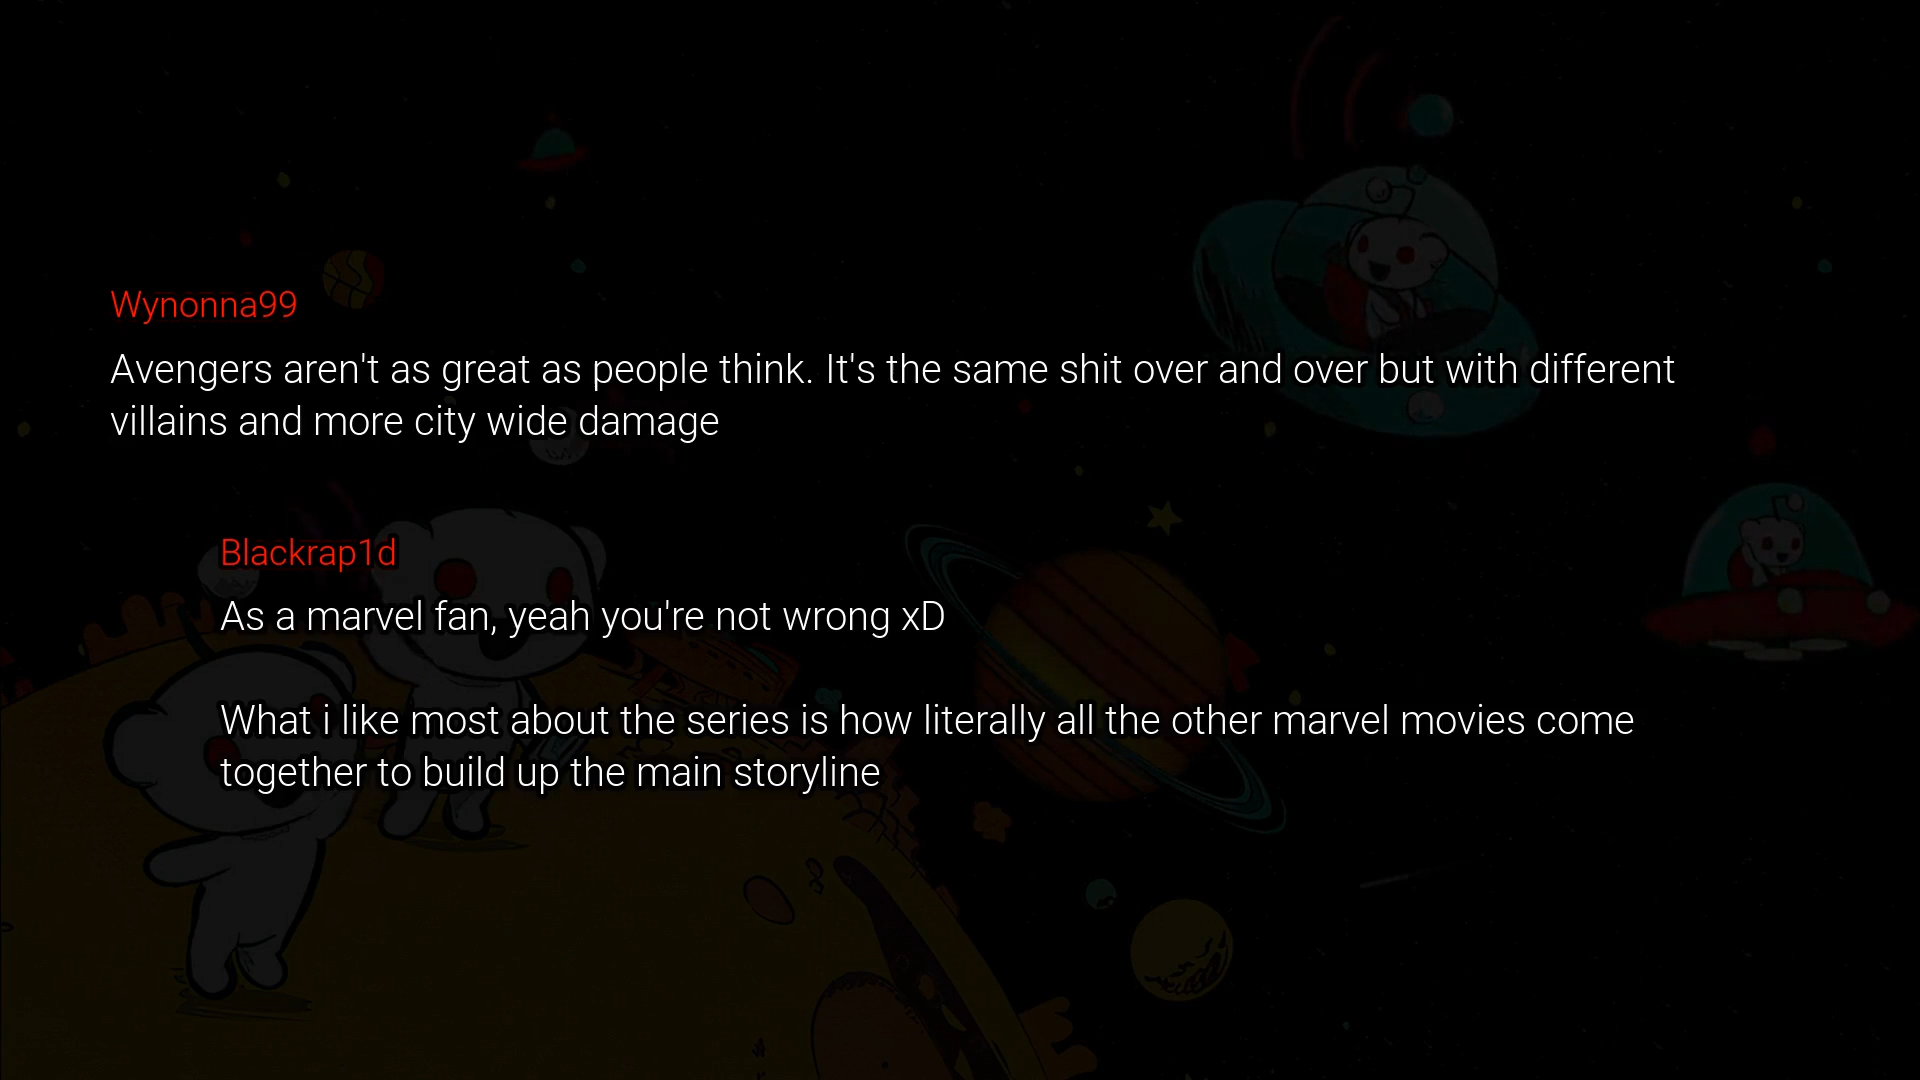 Wynonna99
Avengers aren't as great as people think. It's the same shit over and over but with different
villains and more city wide damage
Blackrap1d
As a marvel fan, yeah you're not wrong xD
What i like most about the series is how literally all the other marvel movies come
together to build up the main storyline